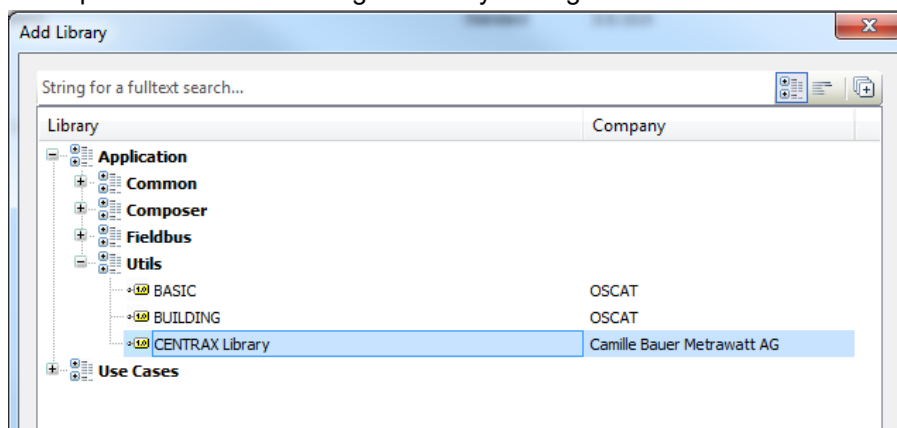 Add Library
String for a fulltext search...
Library Company
Application
Common
Composer
Fieldbus
Utils
BASIC OSCAT
BUILDING OSCAT
CENTRAX Library Camille Bauer Metrawatt AG
Use Cases